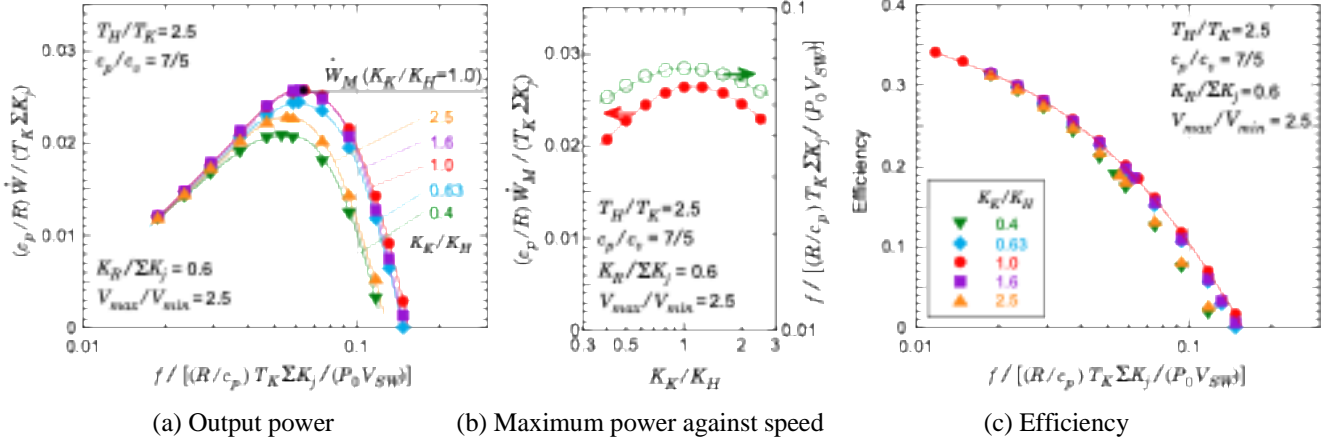 0.03
0.02
0.01
0
0.01
0.1
(c_p/R) Ẇ/(T_K ΣK_j)
T_H/T_K = 2.5
c_p/c_v = 7/5
Ẇ_M (K_K/K_H=1.0)
2.5
1.6
1.0
0.63
0.4
K_K/K_H
K_R/ΣK_j = 0.6
V_max/V_min = 2.5
f / [(R/c_p) T_K ΣK_j/(P_0 V_SW)]
(a) Output power
0.03
0.02
0.01
0
0.3
0.5
1
2
3
0.1
0.01
(c_p/R) Ẇ_M/(T_K ΣK_j)
f / [(R/c_p) T_K ΣK_j/(P_0 V_SW)]
T_H/T_K = 2.5
c_p/c_v = 7/5
K_R/ΣK_j = 0.6
V_max/V_min = 2.5
K_K/K_H
(b) Maximum power against speed
0.4
0.3
0.2
0.1
0
0.01
0.1
Efficiency
T_H/T_K = 2.5
c_p/c_v = 7/5
K_R/ΣK_j = 0.6
V_max/V_min = 2.5
K_K/K_H
0.4
0.63
1.0
1.6
2.5
f / [(R/c_p) T_K ΣK_j/(P_0 V_SW)]
(c) Efficiency